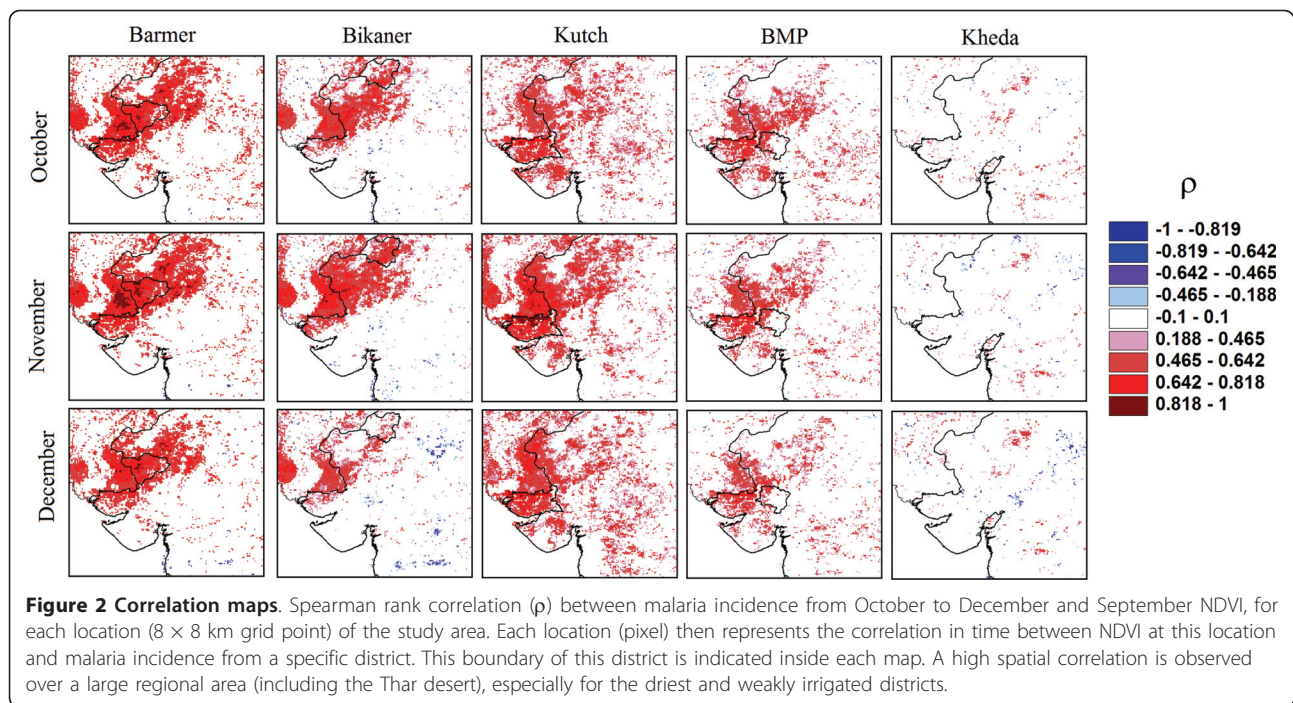 Barmer Bikaner Kutch BMP Kheda
October
November
December
ρ
-1 - -0.819
-0.819 - -0.642
-0.642 - -0.465
-0.465 - -0.188
-0.1 - 0.1
0.188 - 0.465
0.465 - 0.642
0.642 - 0.818
0.818 - 1
Figure 2 Correlation maps. Spearman rank correlation (ρ) between malaria incidence from October to December and September NDVI, for
each location (8 × 8 km grid point) of the study area. Each location (pixel) then represents the correlation in time between NDVI at this location
and malaria incidence from a specific district. This boundary of this district is indicated inside each map. A high spatial correlation is observed
over a large regional area (including the Thar desert), especially for the driest and weakly irrigated districts.